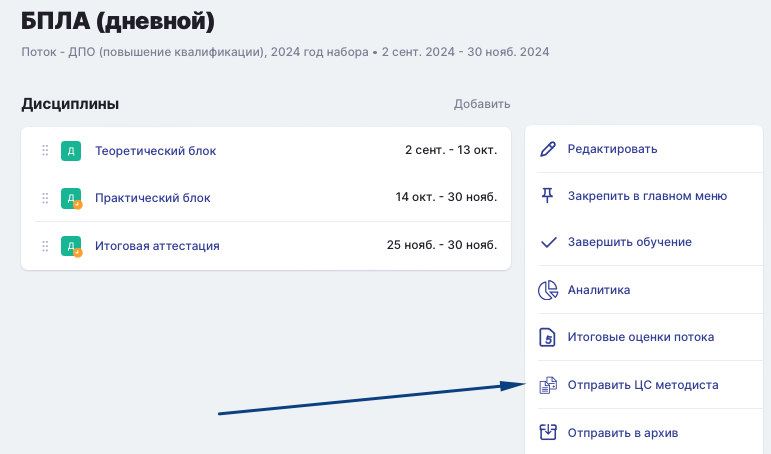 БПЛА (дневной)
Поток - ДПО (повышение квалификации), 2024 год набора • 2 сент. 2024 - 30 нояб. 2024
Дисциплины
Добавить
Д Теоретический блок 2 сент. - 13 окт.
Д Практический блок 14 окт. - 30 нояб.
Д Итоговая аттестация 25 нояб. - 30 нояб.
Редактировать
Закрепить в главном меню
Завершить обучение
Аналитика
5 Итоговые оценки потока
Отправить ЦС методиста
Отправить в архив